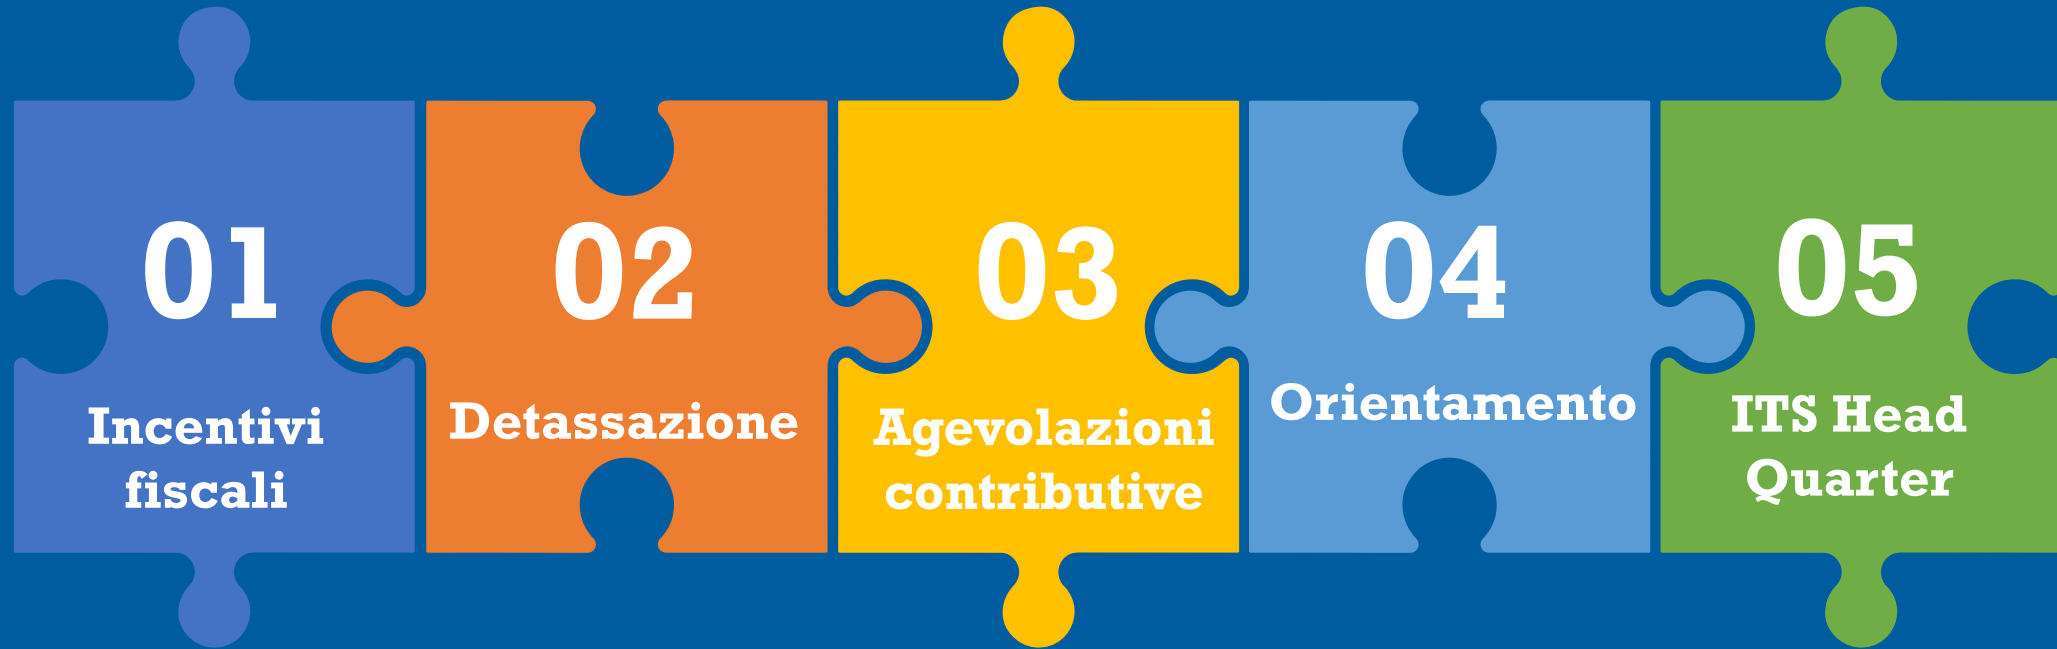 01
Incentivi
fiscali
02
Detassazione
03
Agevolazioni
contributive
04
Orientamento
05
ITS Head
Quarter